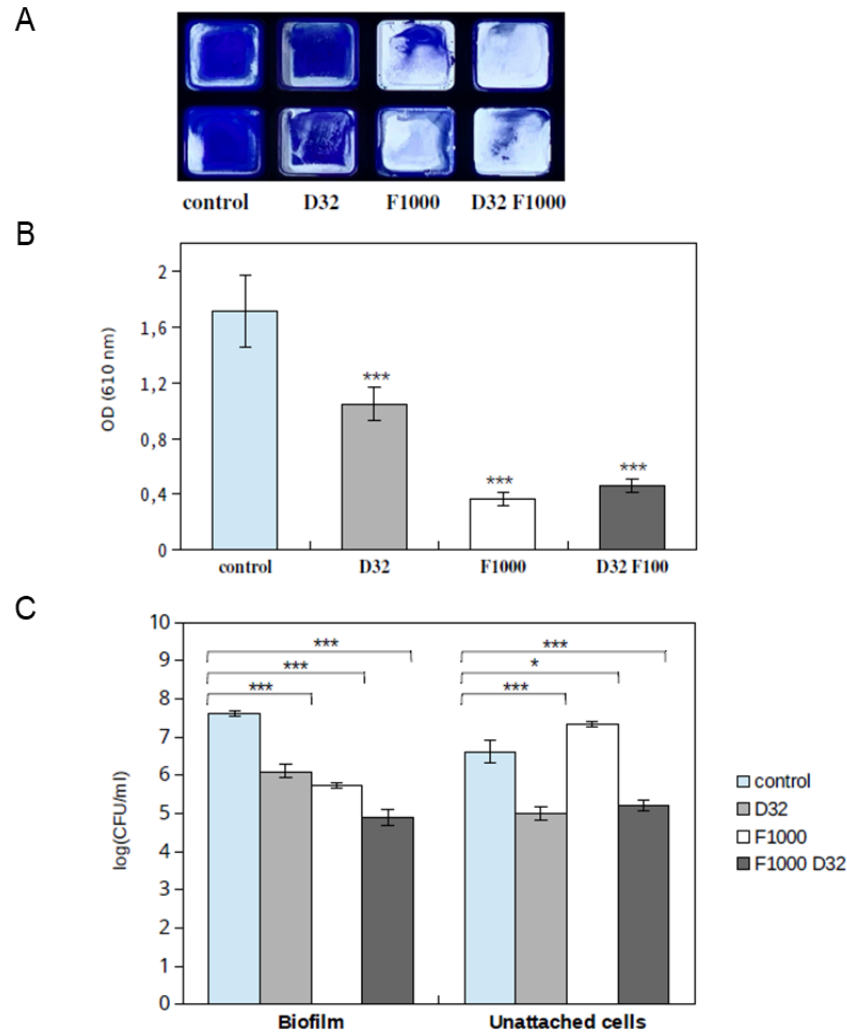 A
control D32 F1000 D32 F1000
B
OD (610 nm)
2
1,6
1,2
0,8
0,4
0
***
***
***
control D32 F1000 D32 F100
C
log(CFU/ml)
10
9
8
7
6
5
4
3
2
1
0
*** ***
*** *
*** ***
Biofilm Unattached cells
control
D32
F1000
F1000 D32